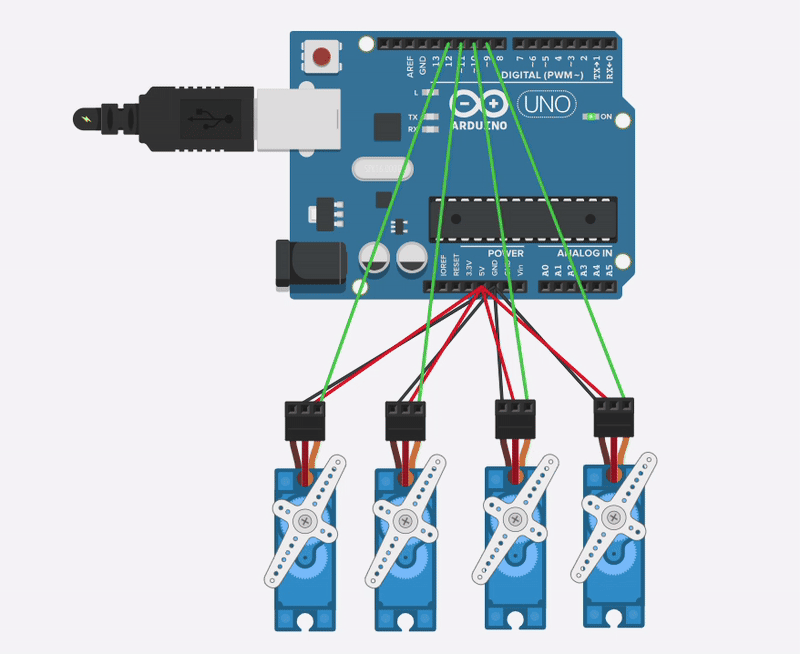 AREF
GND
13
12
~11
~10
~9
8
7
~6
~5
~4
~3
2
TX→1
RX←0
DIGITAL (PWM~)
L
TX
RX
ARDUINO
UNO
ON
POWER
ANALOG IN
IOREF
RESET
3.3V
5V
GND
GND
Vin
A0
A1
A2
A3
A4
A5